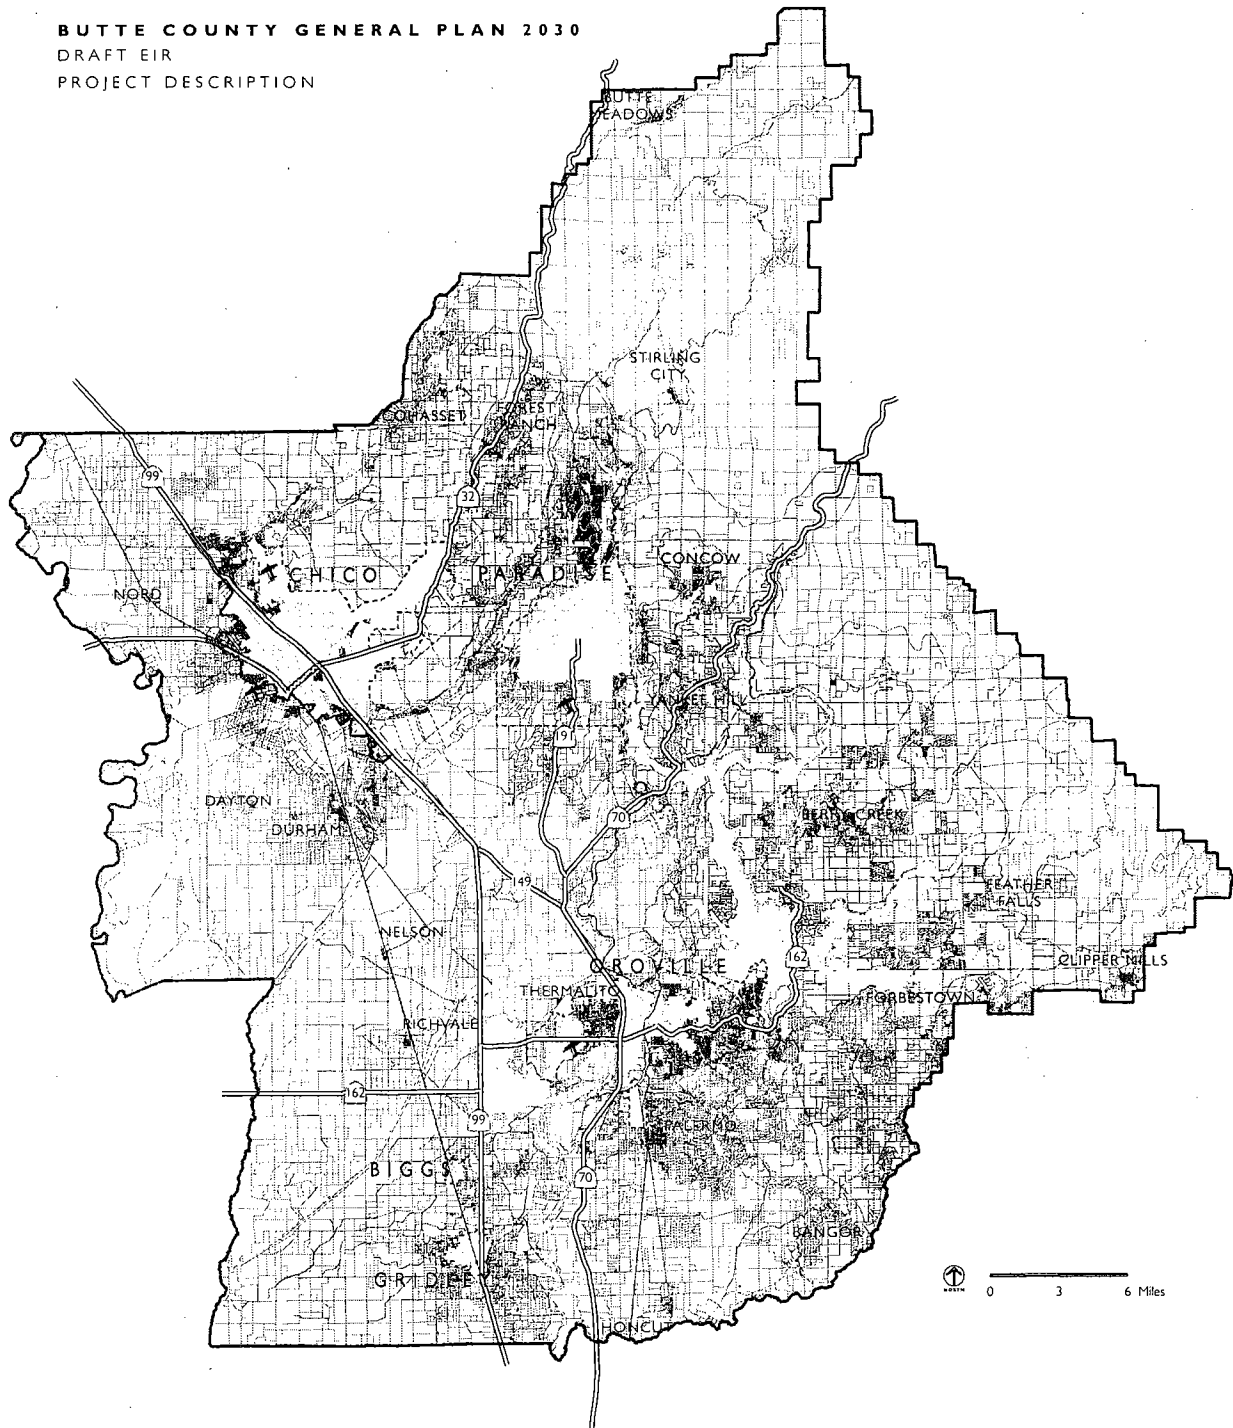 BUTTE COUNTY GENERAL PLAN 2030
DRAFT EIR
PROJECT DESCRIPTION
BUTTE
MEADOWS
STIRLING
CITY
COHASSET
FOREST
RANCH
99
32
CONCOW
CHICO
PARADISE
NORD
YANKEE HILL
191
DAYTON
DURHAM
70
BERRY CREEK
149
FEATHER
FALLS
NELSON
OROVILLE
162
CLIPPER MILLS
THERMALITO
FORBESTOWN
RICHVALE
162
99
PALERMO
BIGGS
70
BANGOR
GRIDLEY
NORTH
0 3 6 Miles
HONCUT